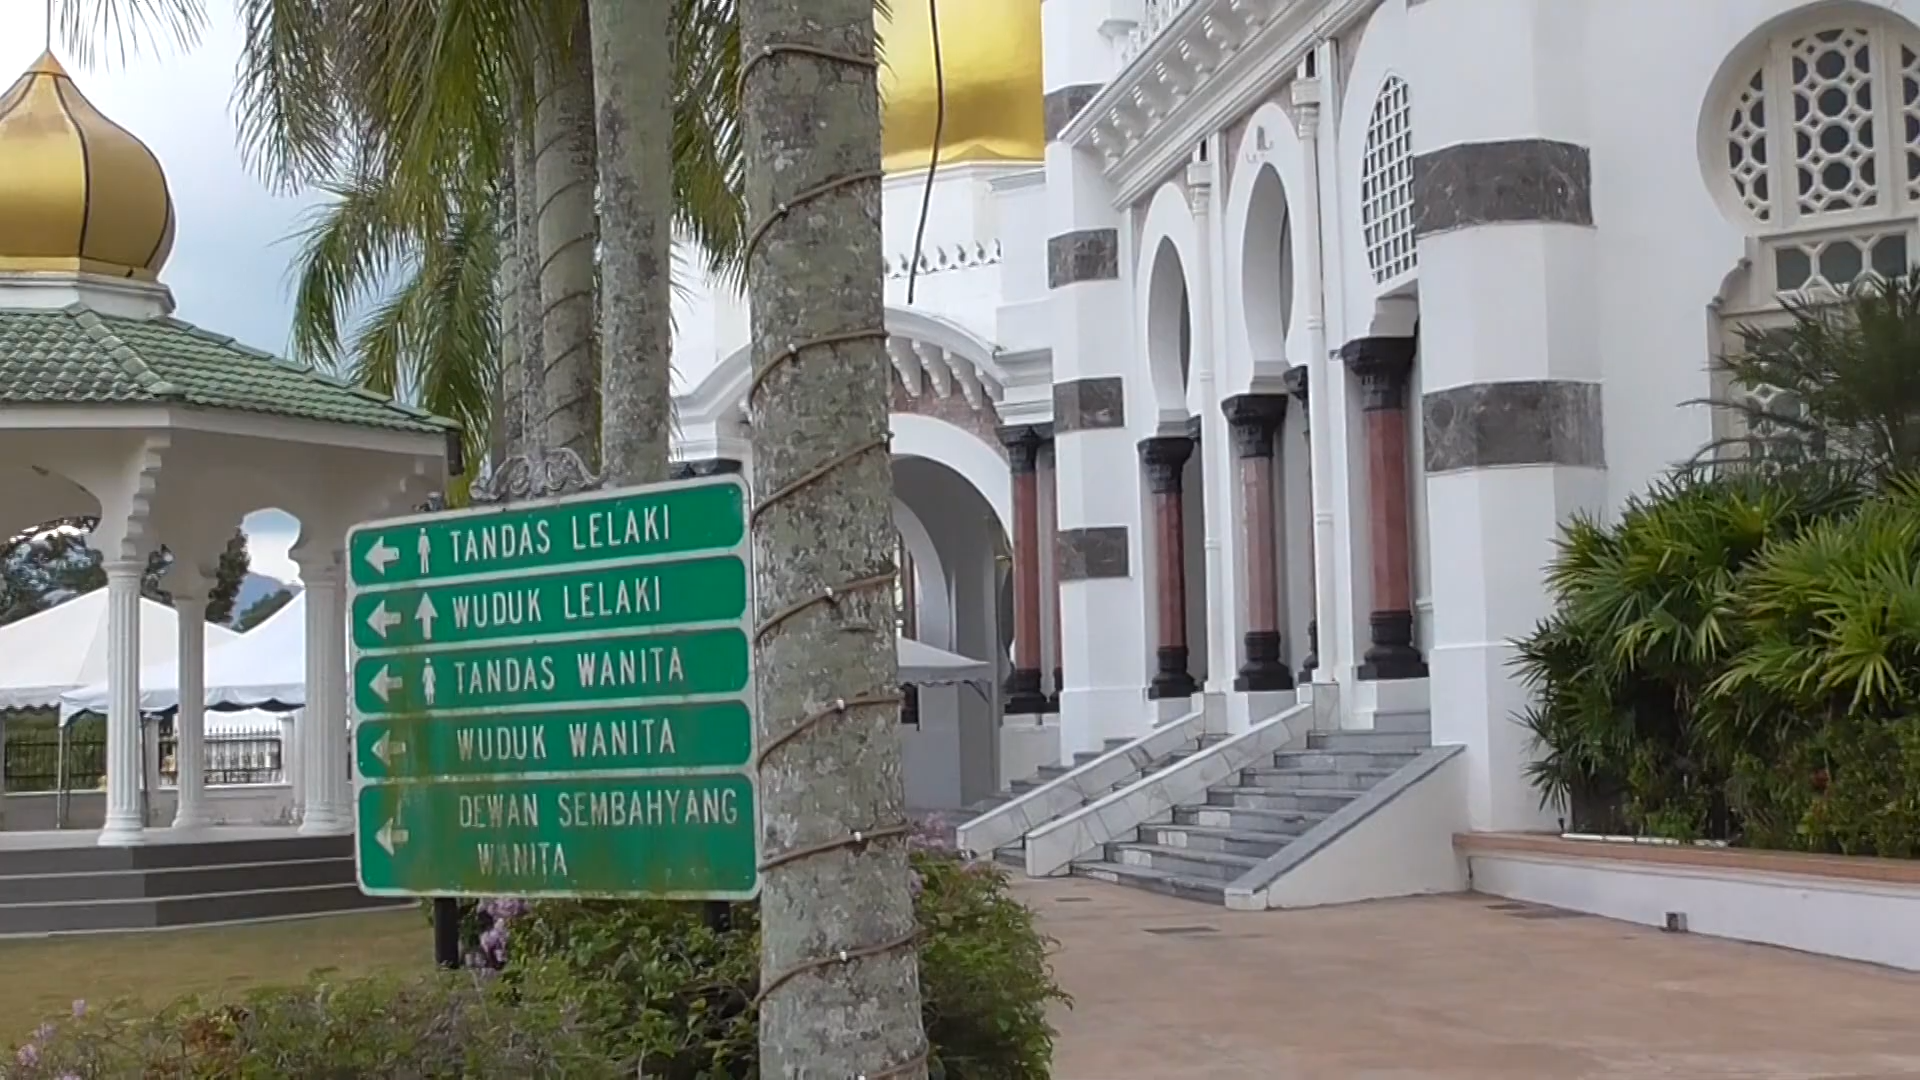 TANDAS LELAKI
WUDUK LELAKI
TANDAS WANITA
WUDUK WANITA
DEWAN SEMBAHYANG
WANITA